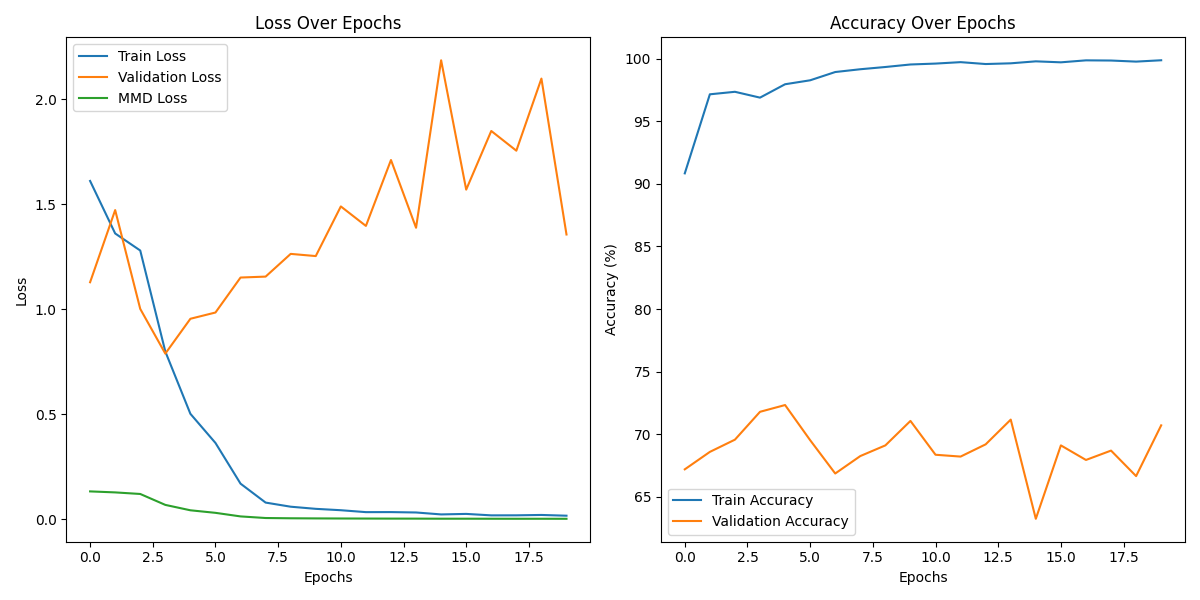 Loss Over Epochs
Train Loss
Validation Loss
MMD Loss
2.0
1.5
1.0
0.5
0.0
Loss
0.0 2.5 5.0 7.5 10.0 12.5 15.0 17.5
Epochs
Accuracy Over Epochs
100
95
90
85
80
75
70
65
Accuracy (%)
Train Accuracy
Validation Accuracy
0.0 2.5 5.0 7.5 10.0 12.5 15.0 17.5
Epochs